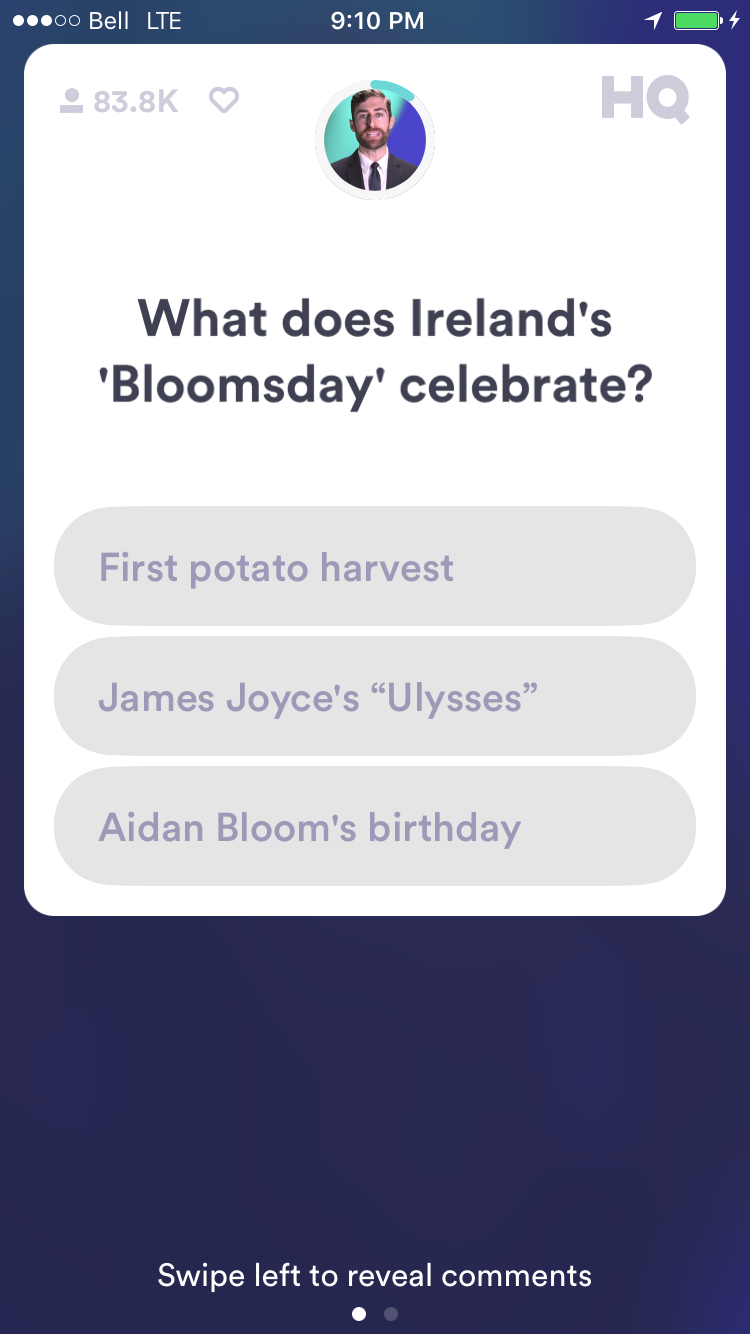 Bell LTE 9:10 PM
83.8K HQ
What does Ireland's
'Bloomsday' celebrate?
First potato harvest
James Joyce's “Ulysses”
Aidan Bloom's birthday
Swipe left to reveal comments